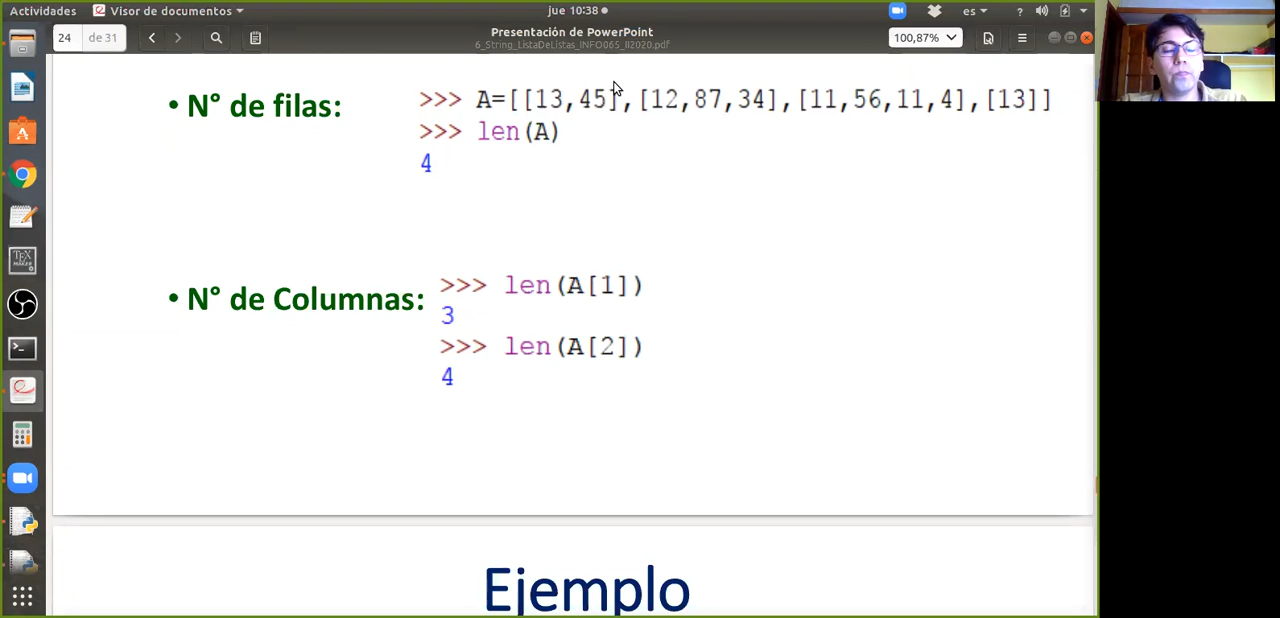 Actividades
Visor de documentos
jue 10:38
es
?
24
de 31
Presentación de PowerPoint
6_String_ListaDeListas_INFO065_II2020.pdf
100,87%
• N° de filas:
>>> A=[[13,45],[12,87,34],[11,56,11,4],[13]]
>>> len(A)
4
• N° de Columnas:
>>> len(A[1])
3
>>> len(A[2])
4
Ejemplo
TEX
MAKER
>_